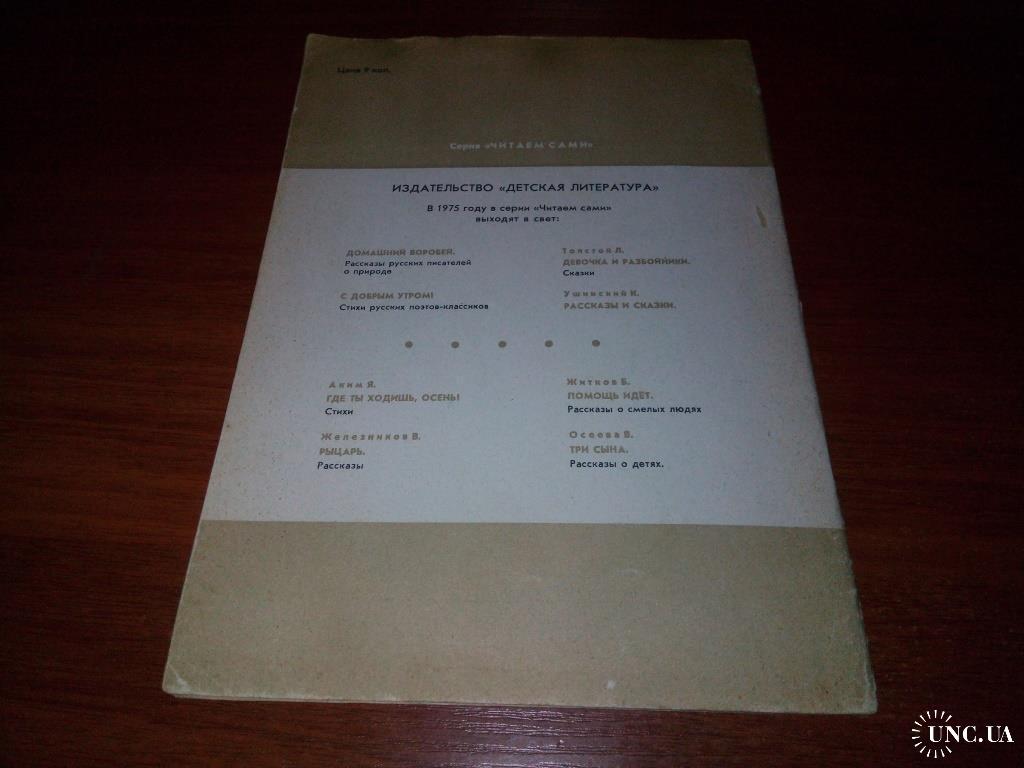 Цена 9 коп.
Серия «ЧИТАЕМ САМИ»
ИЗДАТЕЛЬСТВО «ДЕТСКАЯ ЛИТЕРАТУРА»
В 1975 году в серии «Читаем сами»
выходят в свет:
ДОМАШНИЙ ВОРОБЕЙ.
Рассказы русских писателей
о природе
С ДОБРЫМ УТРОМ!
Стихи русских поэтов-классиков
Толстой Л.
ДЕВОЧКА И РАЗБОЙНИКИ.
Сказки
Ушинский К.
РАССКАЗЫ И СКАЗКИ.
Аким Я.
ГДЕ ТЫ ХОДИШЬ, ОСЕНЬ!
Стихи
Железников В.
РЫЦАРЬ.
Рассказы
Житков Б.
ПОМОЩЬ ИДЕТ.
Рассказы о смелых людях
Осеева В.
ТРИ СЫНА.
Рассказы о детях.
UNC.UA